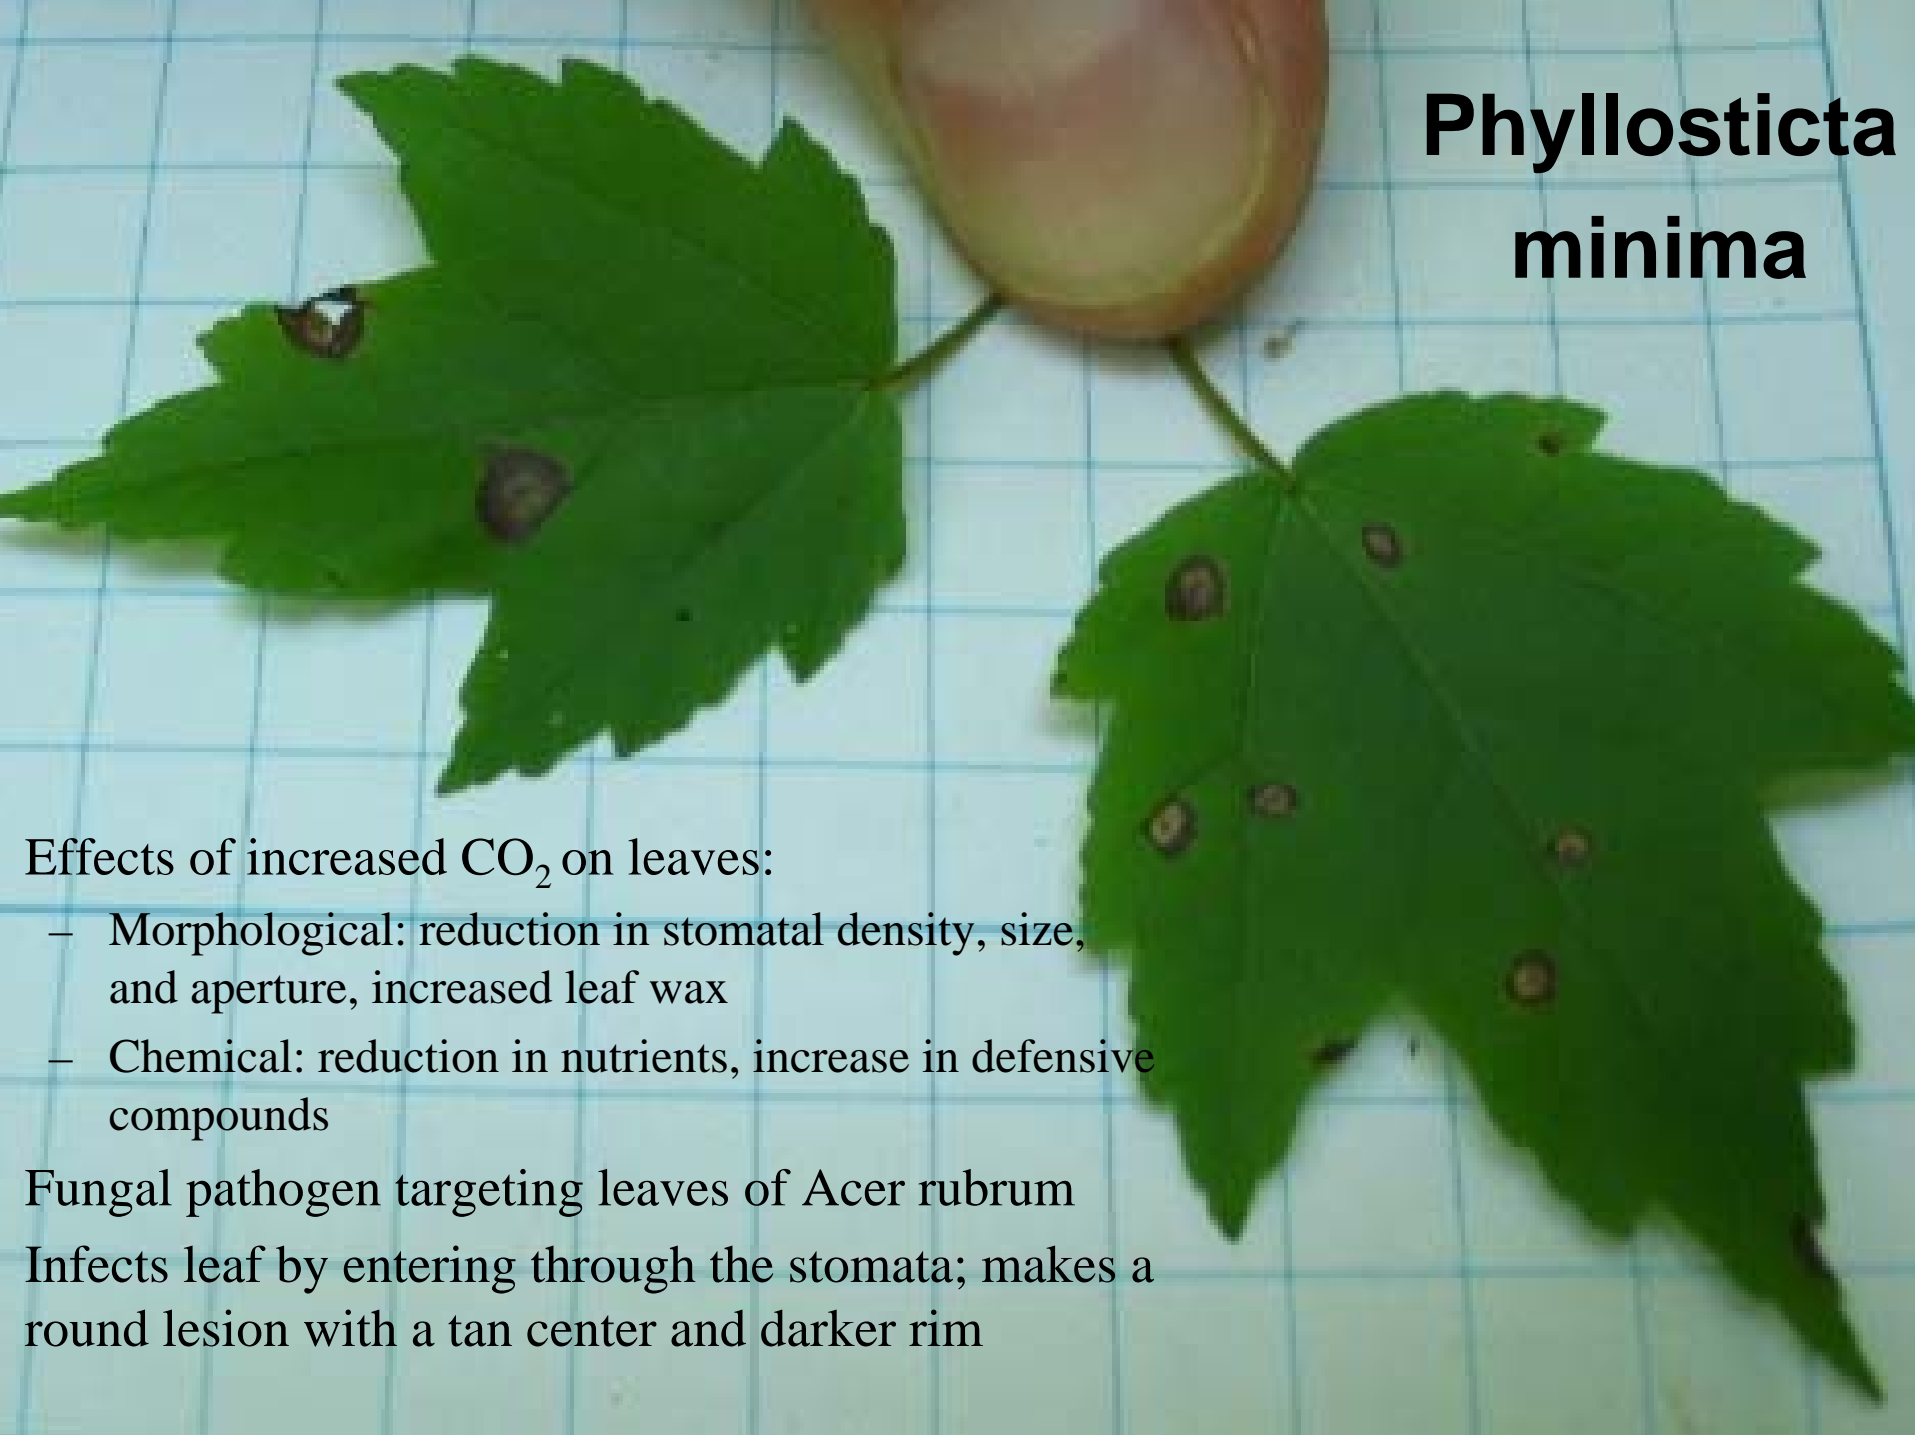 Phyllosticta
minima
Effects of increased CO₂ on leaves:
– Morphological: reduction in stomatal density, size,
and aperture, increased leaf wax
– Chemical: reduction in nutrients, increase in defensive
compounds
Fungal pathogen targeting leaves of Acer rubrum
Infects leaf by entering through the stomata; makes a
round lesion with a tan center and darker rim